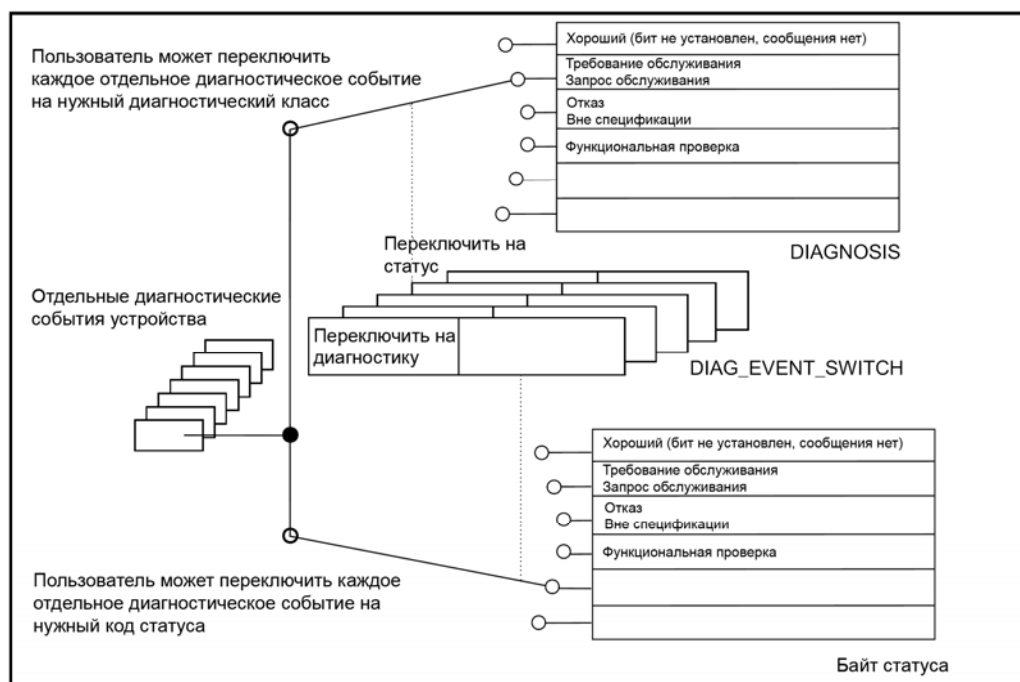 Пользователь может переключить
каждое отдельное диагностическое событие
на нужный диагностический класс
Хороший (бит не установлен, сообщения нет)
Требование обслуживания
Запрос обслуживания
Отказ
Вне спецификации
Функциональная проверка
DIAGNOSIS
Переключить на
статус
Отдельные диагностические
события устройства
Переключить на
диагностику
DIAG_EVENT_SWITCH
Хороший (бит не установлен, сообщения нет)
Требование обслуживания
Запрос обслуживания
Отказ
Вне спецификации
Функциональная проверка
Пользователь может переключить каждое
отдельное диагностическое событие на
нужный код статуса
Байт статуса